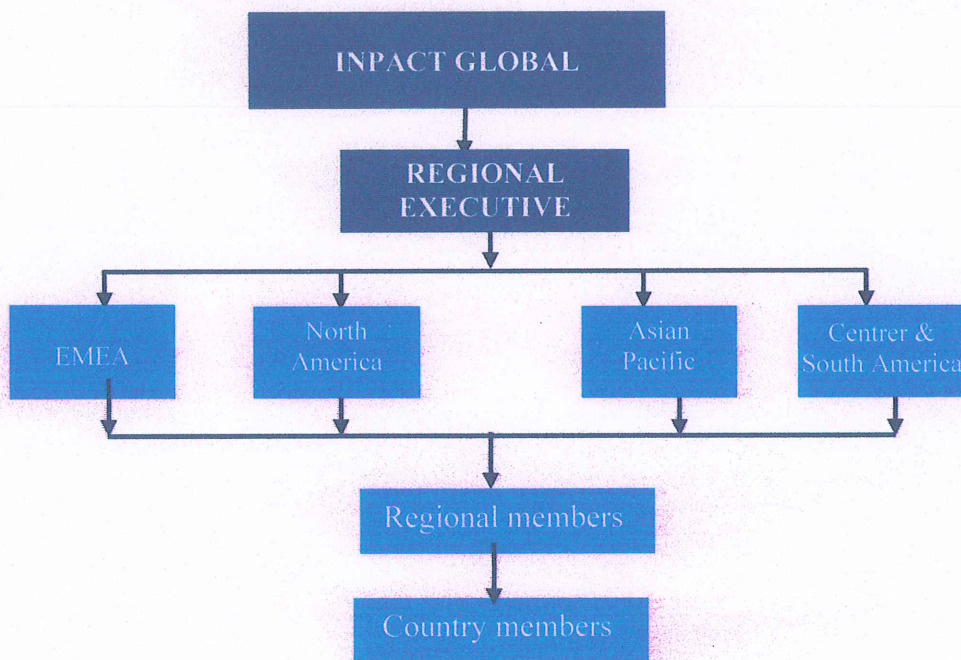 INPACT GLOBAL
REGIONAL
EXECUTIVE
EMEA
North
America
Asian
Pacific
Centrer &
South America
Regional members
Country members